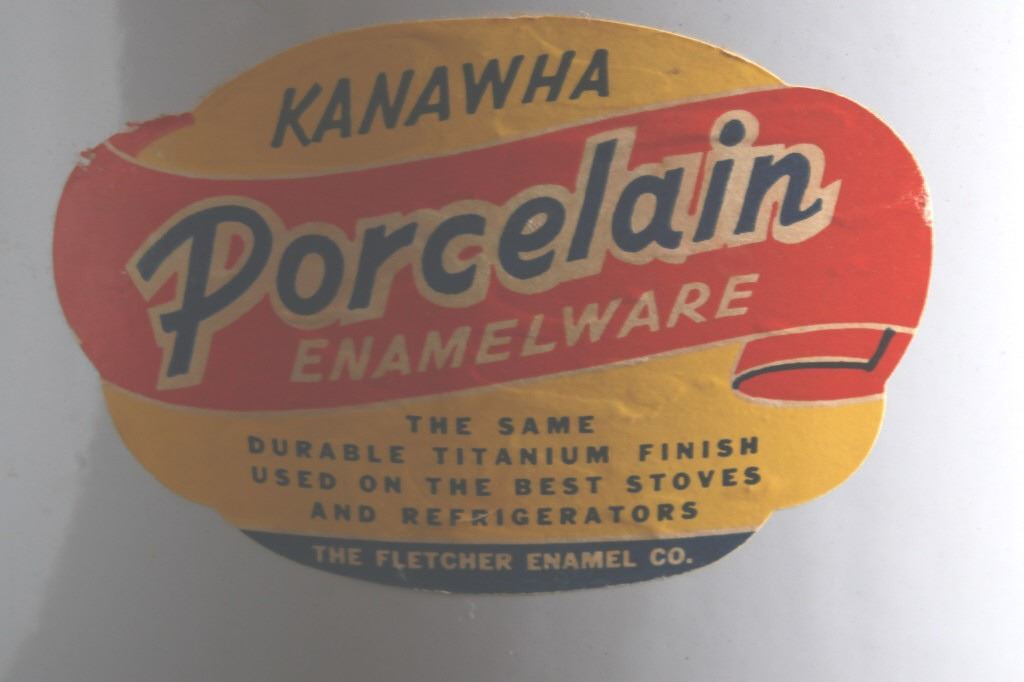 KANAWHA
Porcelain
ENAMELWARE
THE SAME
DURABLE TITANIUM FINISH
USED ON THE BEST STOVES
AND REFRIGERATORS
THE FLETCHER ENAMEL CO.